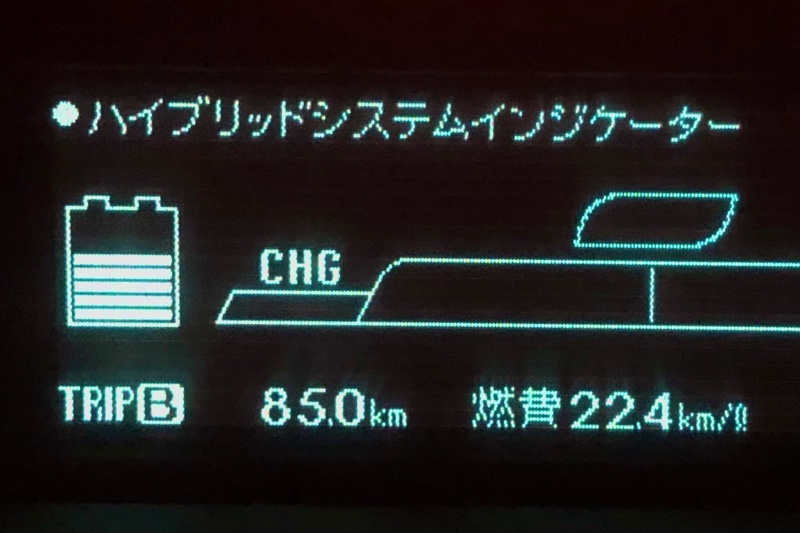 ●ハイブリッドシステムインジケーター
CHG
TRIP B 85.0km 燃費22.4km/ℓ